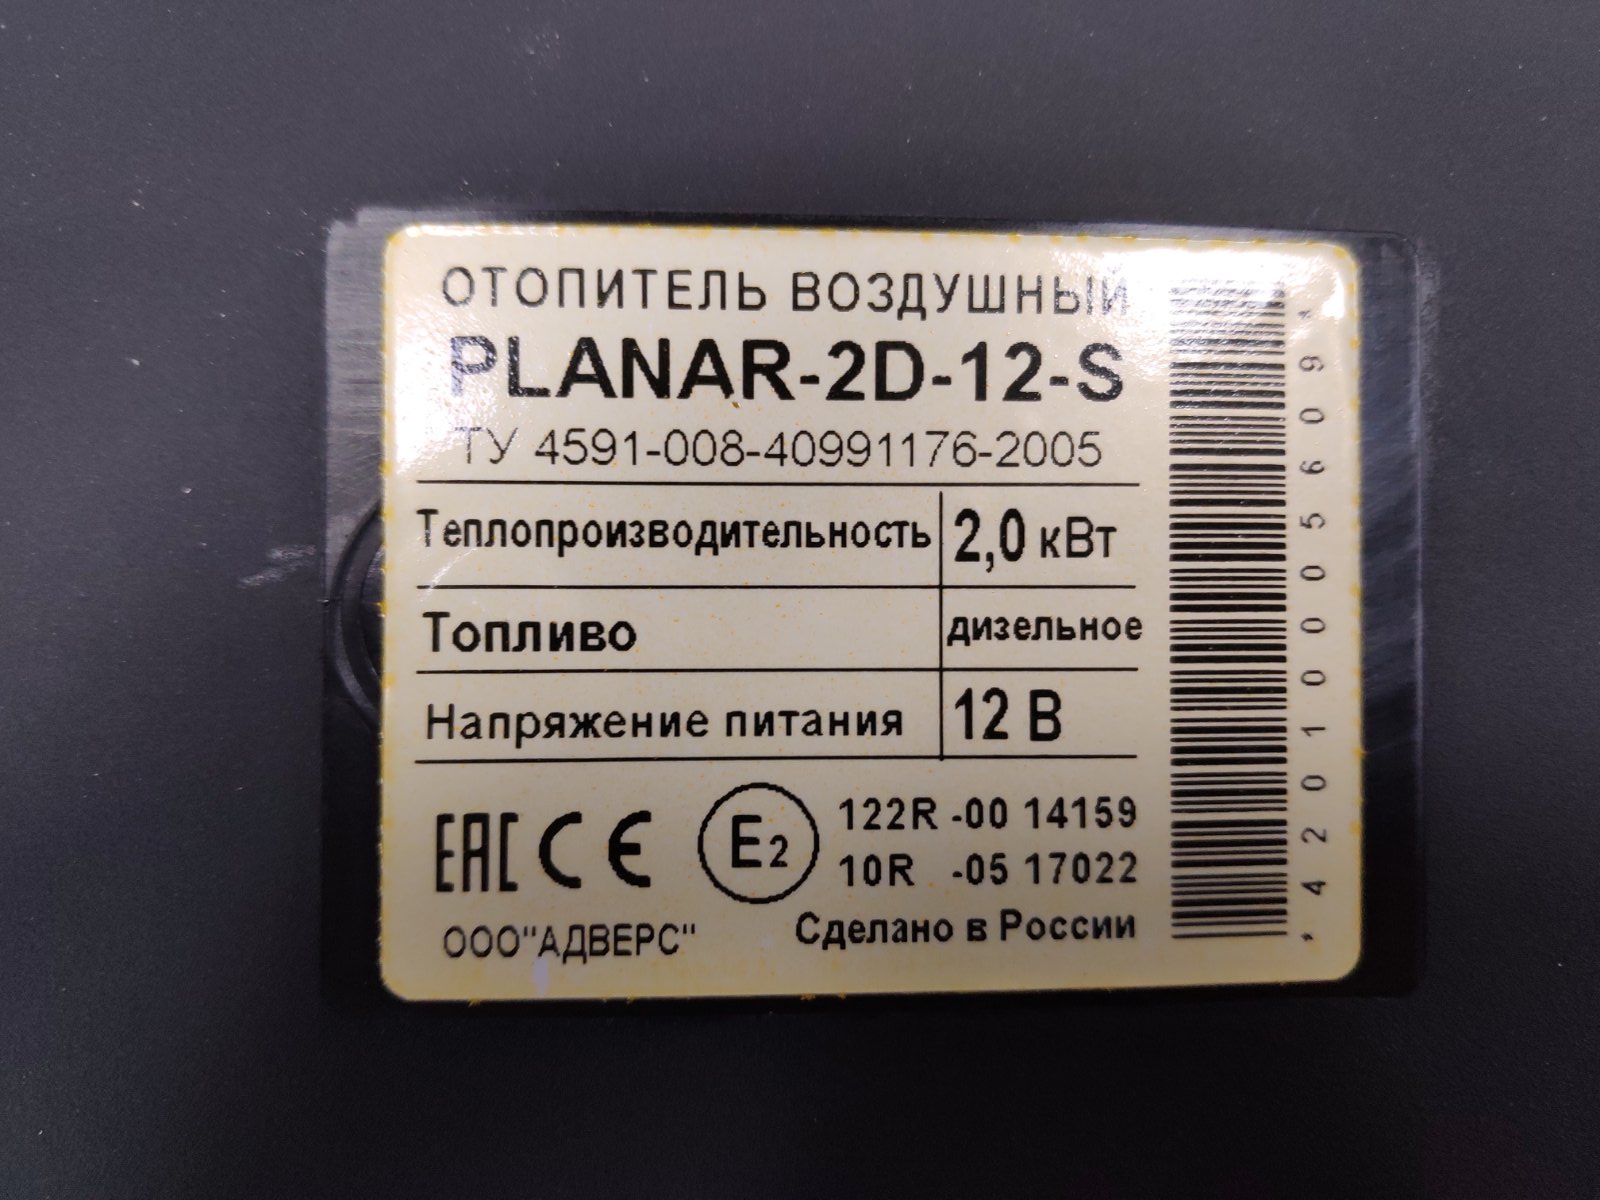 ОТОПИТЕЛЬ ВОЗДУШНЫЙ
PLANAR-2D-12-S
ТУ 4591-008-40991176-2005
Теплопроизводительность 2,0 кВт
Топливо дизельное
Напряжение питания 12 В
EAC CE E2 122R -00 14159
10R -05 17022
ООО"АДВЕРС" Сделано в России
*420100005609*